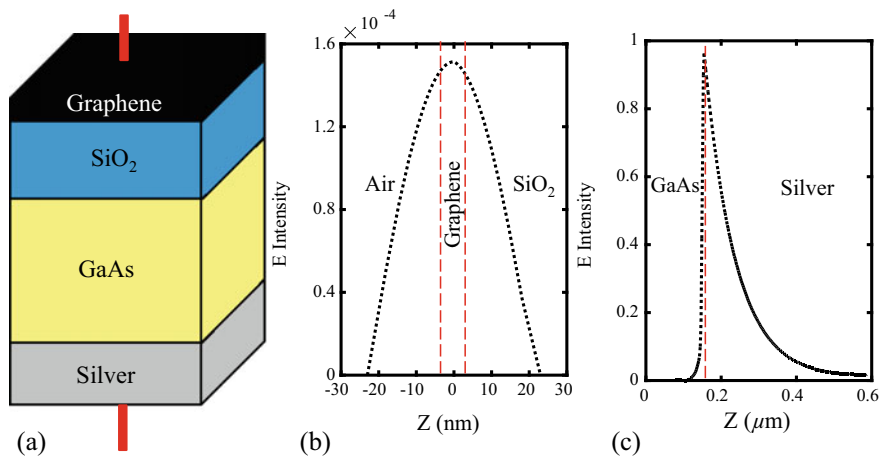 Graphene
SiO₂
GaAs
Silver
(a)
× 10⁻⁴
1.6
1.2
0.8
0.4
0
-30 -20 -10 0 10 20 30
E Intensity
Z (nm)
Air
Graphene
SiO₂
(b)
1
0.8
0.6
0.4
0.2
0
0 0.2 0.4 0.6
E Intensity
Z (μm)
GaAs
Silver
(c)